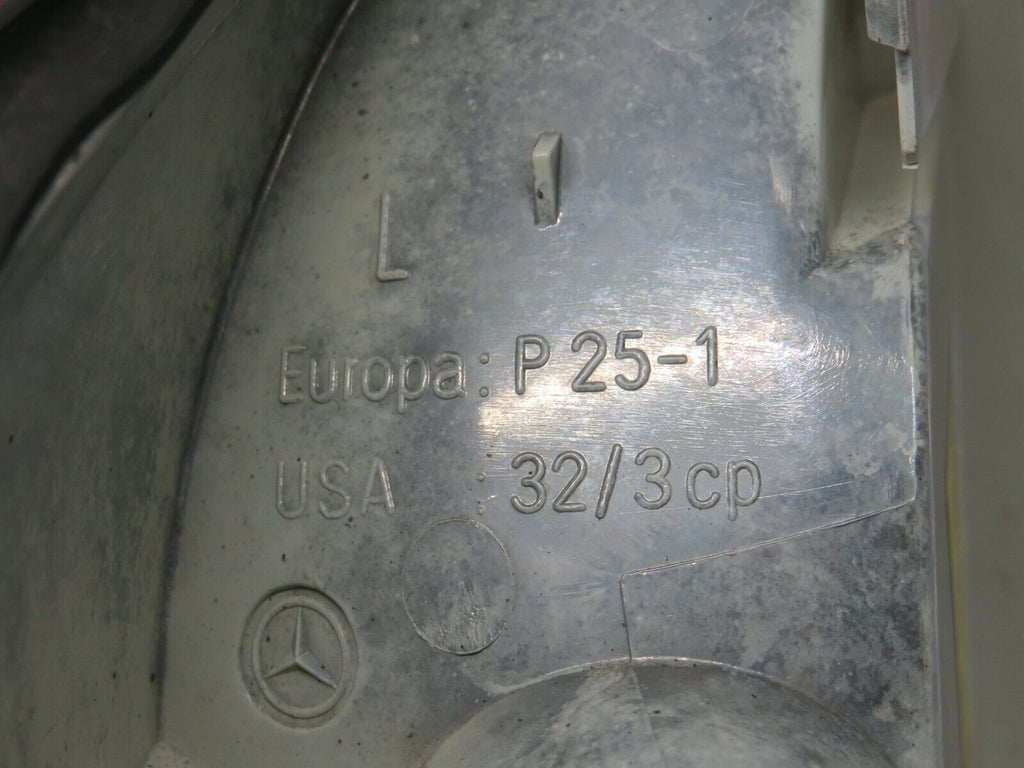 L
Europa: P 25-1
USA : 32/3cp